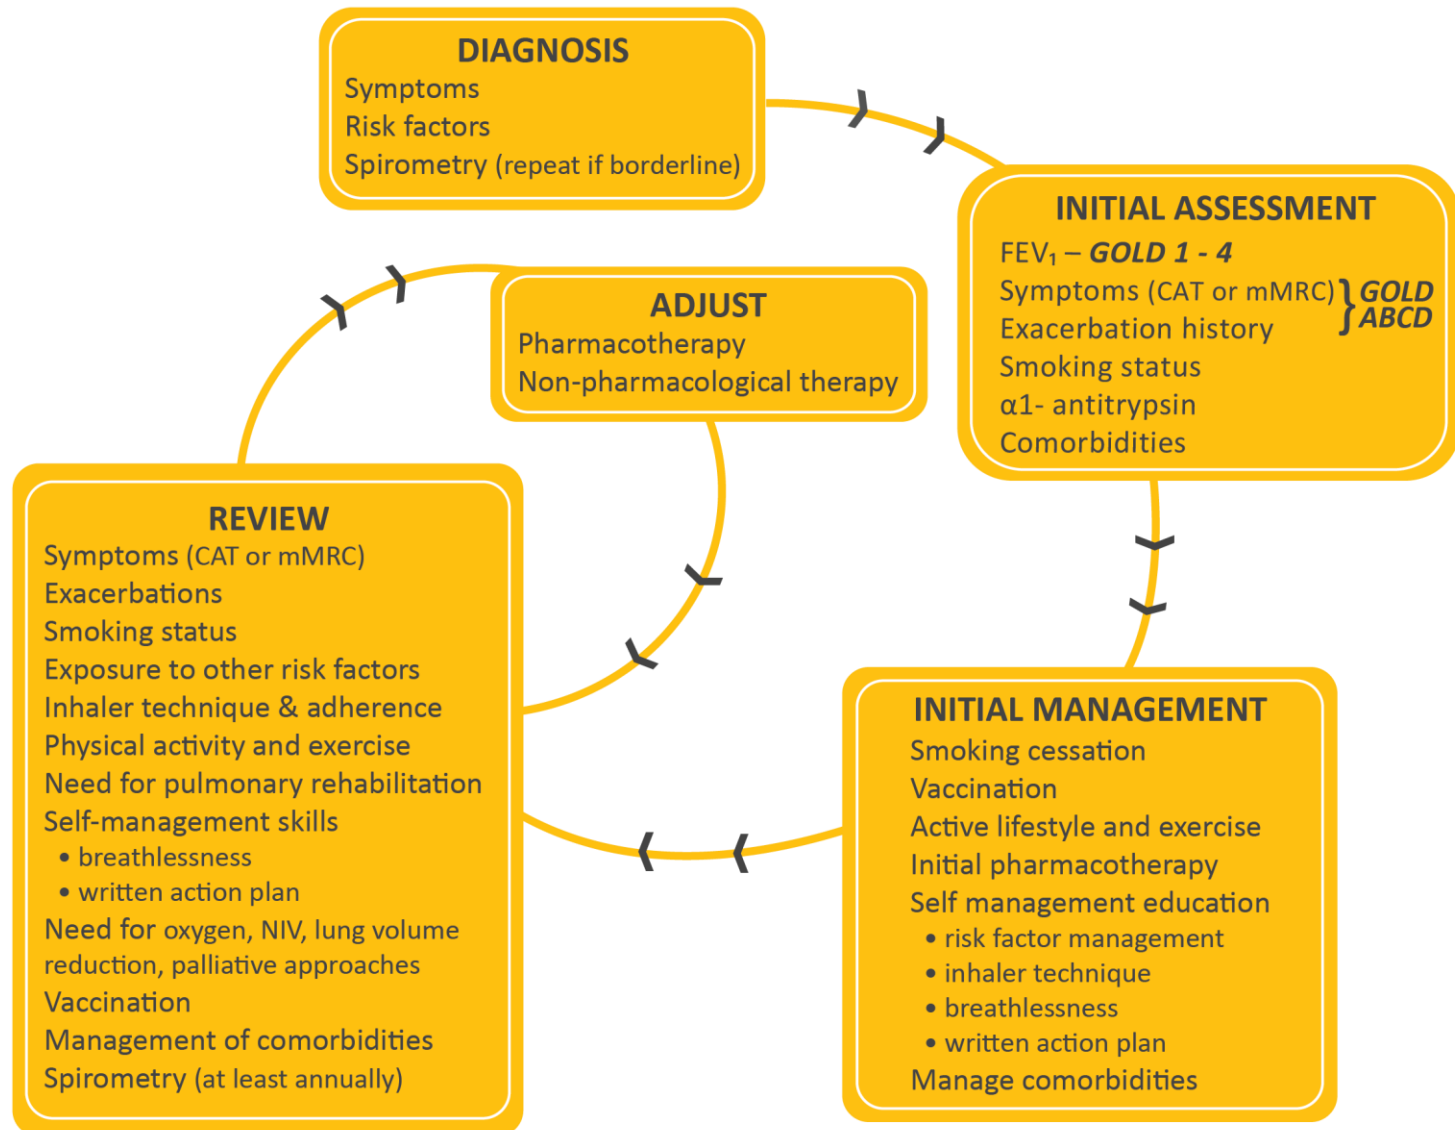 DIAGNOSIS
Symptoms
Risk factors
Spirometry (repeat if borderline)
INITIAL ASSESSMENT
FEV₁ – GOLD 1 - 4
Symptoms (CAT or mMRC)
Exacerbation history
} GOLD
ABCD
Smoking status
α1- antitrypsin
Comorbidities
INITIAL MANAGEMENT
Smoking cessation
Vaccination
Active lifestyle and exercise
Initial pharmacotherapy
Self management education
• risk factor management
• inhaler technique
• breathlessness
• written action plan
Manage comorbidities
REVIEW
Symptoms (CAT or mMRC)
Exacerbations
Smoking status
Exposure to other risk factors
Inhaler technique & adherence
Physical activity and exercise
Need for pulmonary rehabilitation
Self-management skills
• breathlessness
• written action plan
Need for oxygen, NIV, lung volume
reduction, palliative approaches
Vaccination
Management of comorbidities
Spirometry (at least annually)
ADJUST
Pharmacotherapy
Non-pharmacological therapy